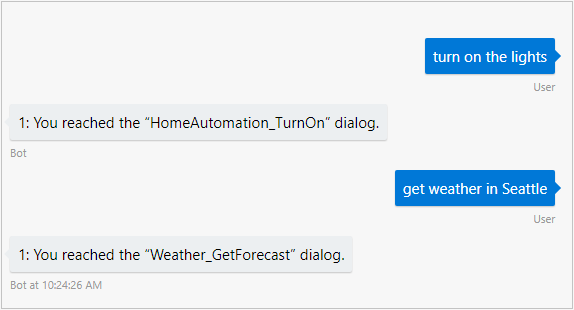 turn on the lights
User
1: You reached the “HomeAutomation_TurnOn” dialog.
Bot
get weather in Seattle
User
1: You reached the “Weather_GetForecast” dialog.
Bot at 10:24:26 AM